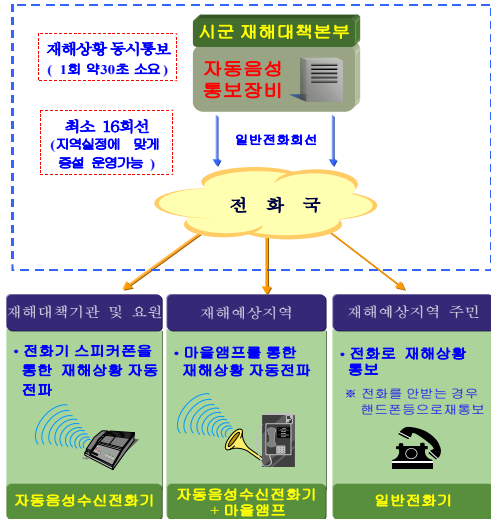 시군 재해대책본부
재해상황 동시통보
( 1회 약30초 소요 )
자동음성
통보장비
최소 16회선
(지역실정에 맞게
증설 운영가능 )
일반전화회선
전 화 국
재해대책기관 및 요원
• 전화기 스피커폰을
통한 재해상황 자동
전파
자동음성수신전화기
재해예상지역
• 마을앰프를 통한
재해상황 자동전파
자동음성수신전화기
+ 마을앰프
재해예상지역 주민
• 전화로 재해상황
통보
※ 전화를 안받는 경우
핸드폰등으로재통보
일반전화기